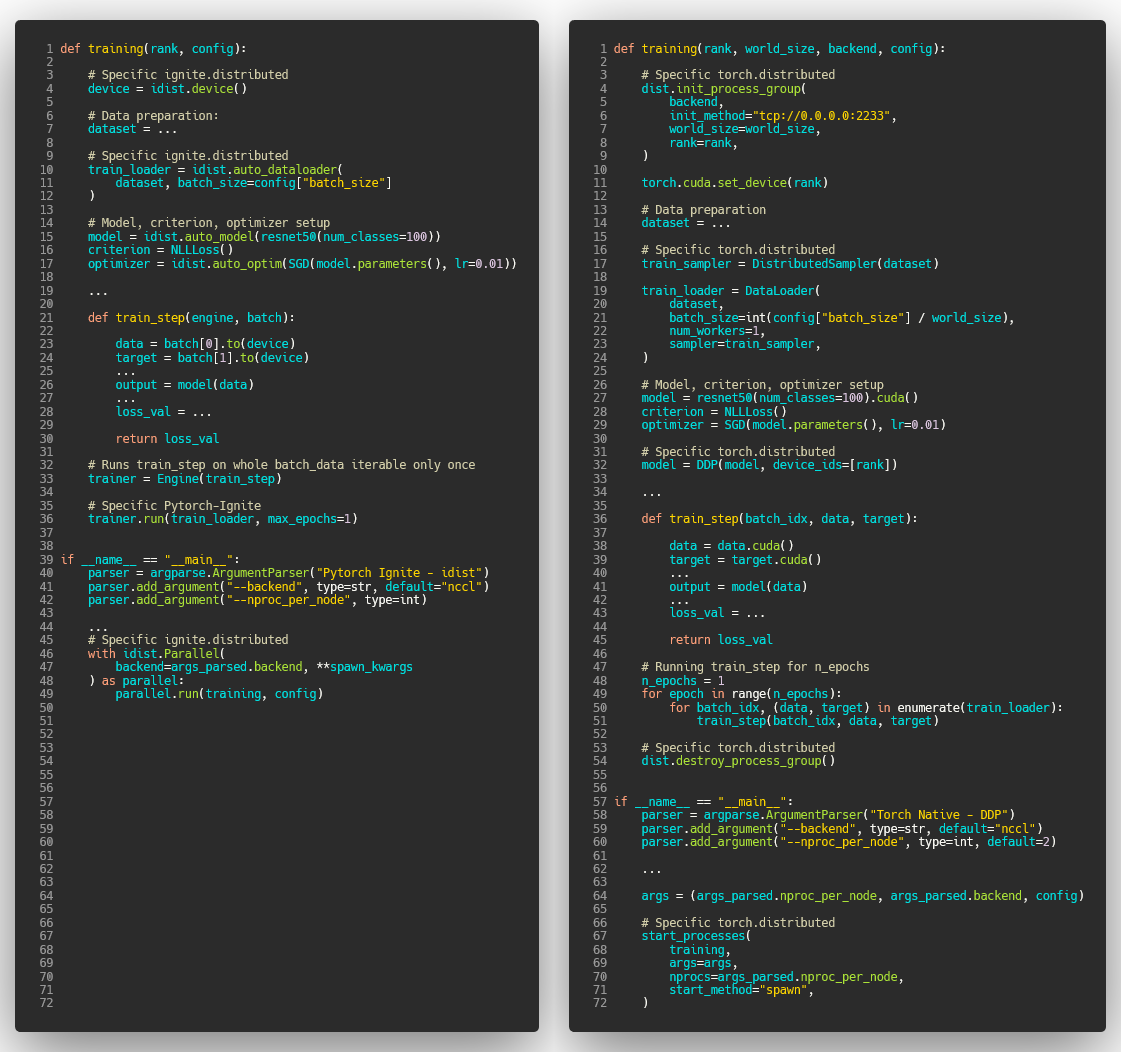 1 def training(rank, config):
2
3     # Specific ignite.distributed
4     device = idist.device()
5
6     # Data preparation:
7     dataset = ...
8
9     # Specific ignite.distributed
10     train_loader = idist.auto_dataloader(
11         dataset, batch_size=config["batch_size"]
12     )
13
14     # Model, criterion, optimizer setup
15     model = idist.auto_model(resnet50(num_classes=100))
16     criterion = NLLLoss()
17     optimizer = idist.auto_optim(SGD(model.parameters(), lr=0.01))
18
19     ...
20
21     def train_step(engine, batch):
22
23         data = batch[0].to(device)
24         target = batch[1].to(device)
25         ...
26         output = model(data)
27         ...
28         loss_val = ...
29
30         return loss_val
31
32     # Runs train_step on whole batch_data iterable only once
33     trainer = Engine(train_step)
34
35     # Specific Pytorch-Ignite
36     trainer.run(train_loader, max_epochs=1)
37
38
39 if __name__ == "__main__":
40     parser = argparse.ArgumentParser("Pytorch Ignite - idist")
41     parser.add_argument("--backend", type=str, default="nccl")
42     parser.add_argument("--nproc_per_node", type=int)
43
44     ...
45     # Specific ignite.distributed
46     with idist.Parallel(
47         backend=args_parsed.backend, **spawn_kwargs
48     ) as parallel:
49         parallel.run(training, config)
50
51
52
53
54
55
56
57
58
59
60
61
62
63
64
65
66
67
68
69
70
71
72
1 def training(rank, world_size, backend, config):
2
3     # Specific torch.distributed
4     dist.init_process_group(
5         backend,
6         init_method="tcp://0.0.0.0:2233",
7         world_size=world_size,
8         rank=rank,
9     )
10
11     torch.cuda.set_device(rank)
12
13     # Data preparation
14     dataset = ...
15
16     # Specific torch.distributed
17     train_sampler = DistributedSampler(dataset)
18
19     train_loader = DataLoader(
20         dataset,
21         batch_size=int(config["batch_size"] / world_size),
22         num_workers=1,
23         sampler=train_sampler,
24     )
25
26     # Model, criterion, optimizer setup
27     model = resnet50(num_classes=100).cuda()
28     criterion = NLLLoss()
29     optimizer = SGD(model.parameters(), lr=0.01)
30
31     # Specific torch.distributed
32     model = DDP(model, device_ids=[rank])
33
34     ...
35
36     def train_step(batch_idx, data, target):
37
38         data = data.cuda()
39         target = target.cuda()
40         ...
41         output = model(data)
42         ...
43         loss_val = ...
44
45         return loss_val
46
47     # Running train_step for n_epochs
48     n_epochs = 1
49     for epoch in range(n_epochs):
50         for batch_idx, (data, target) in enumerate(train_loader):
51             train_step(batch_idx, data, target)
52
53     # Specific torch.distributed
54     dist.destroy_process_group()
55
56
57 if __name__ == "__main__":
58     parser = argparse.ArgumentParser("Torch Native - DDP")
59     parser.add_argument("--backend", type=str, default="nccl")
60     parser.add_argument("--nproc_per_node", type=int, default=2)
61
62     ...
63
64     args = (args_parsed.nproc_per_node, args_parsed.backend, config)
65
66     # Specific torch.distributed
67     start_processes(
68         training,
69         args=args,
70         nprocs=args_parsed.nproc_per_node,
71         start_method="spawn",
72     )